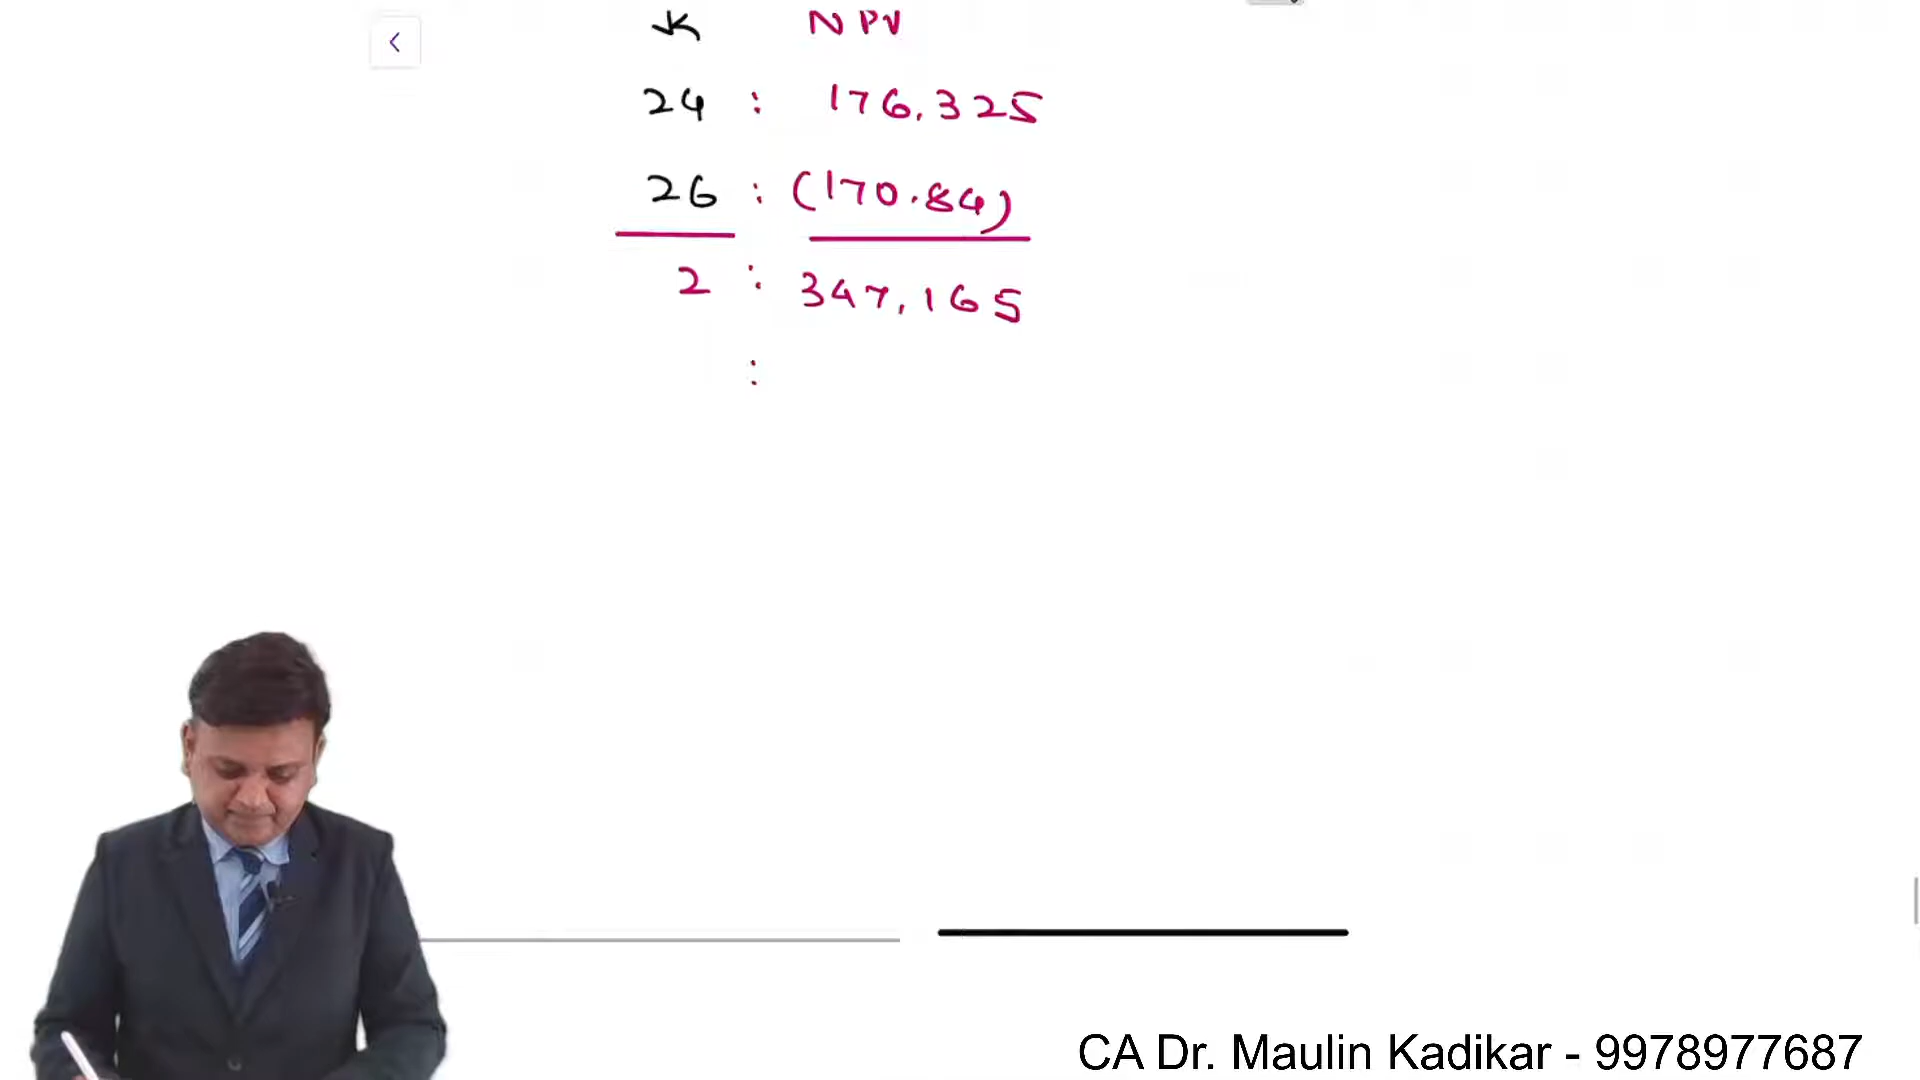 K NPV
24 : 176.325
26 : (170.84)
2 : 347.165
:
CA Dr. Maulin Kadikar - 9978977687